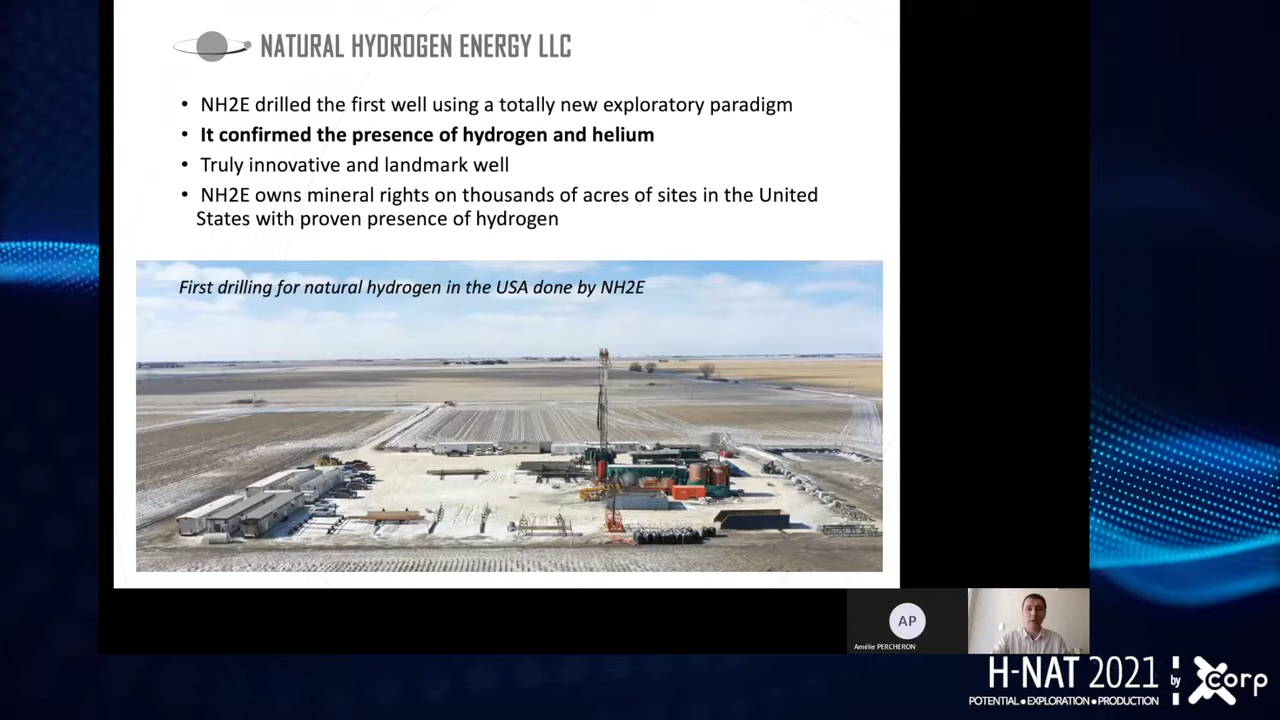 NATURAL HYDROGEN ENERGY LLC
• NH2E drilled the first well using a totally new exploratory paradigm
• It confirmed the presence of hydrogen and helium
• Truly innovative and landmark well
• NH2E owns mineral rights on thousands of acres of sites in the United
States with proven presence of hydrogen
First drilling for natural hydrogen in the USA done by NH2E
AP
Amélie PERCHERON
H-NAT 2021 by Xcorp
POTENTIAL●EXPLORATION●PRODUCTION